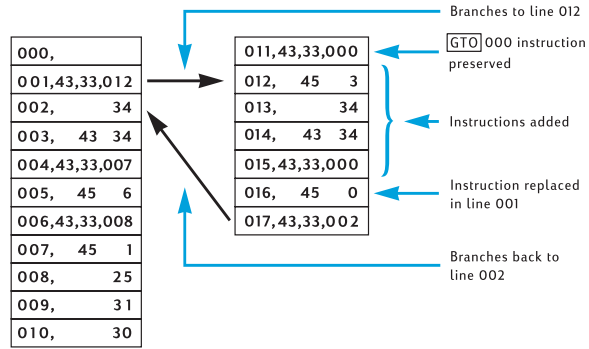 000,
001,43,33,012
002, 34
003, 43 34
004,43,33,007
005, 45 6
006,43,33,008
007, 45 1
008, 25
009, 31
010, 30
011,43,33,000
012, 45 3
013, 34
014, 43 34
015,43,33,000
016, 45 0
017,43,33,002
Branches to line 012
GTO 000 instruction
preserved
Instructions added
Instruction replaced
in line 001
Branches back to
line 002